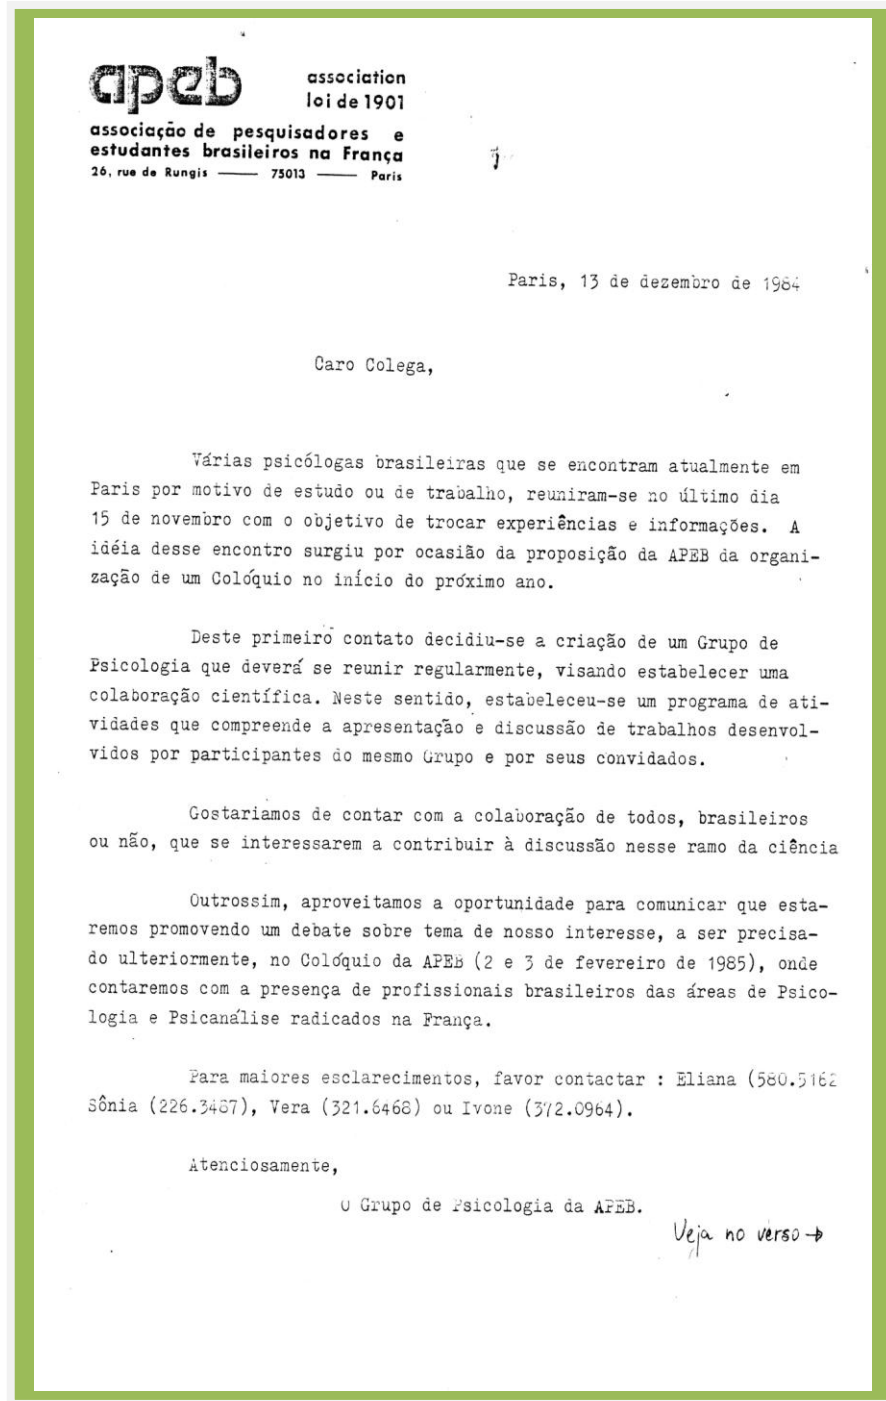 apeb
association
loi de 1901
associação de pesquisadores e
estudantes brasileiros na França
26, rue de Rungis —— 75013 —— Paris
Paris, 13 de dezembro de 1984
Caro Colega,
Várias psicólogas brasileiras que se encontram atualmente em
Paris por motivo de estudo ou de trabalho, reuniram-se no último dia
15 de novembro com o objetivo de trocar experiências e informações. A
idéia desse encontro surgiu por ocasião da proposição da APEB da organi-
zação de um Colóquio no início do próximo ano.
Deste primeiro contato decidiu-se a criação de um Grupo de
Psicologia que deverá se reunir regularmente, visando estabelecer uma
colaboração científica. Neste sentido, estabeleceu-se um programa de ati-
vidades que compreende a apresentação e discussão de trabalhos desenvol-
vidos por participantes do mesmo Grupo e por seus convidados.
Gostariamos de contar com a colaboração de todos, brasileiros
ou não, que se interessarem a contribuir à discussão nesse ramo da ciência
Outrossim, aproveitamos a oportunidade para comunicar que esta-
remos promovendo um debate sobre tema de nosso interesse, a ser precisa-
do ulteriormente, no Colóquio da APEB (2 e 3 de fevereiro de 1985), onde
contaremos com a presença de profissionais brasileiros das áreas de Psico-
logia e Psicanálise radicados na França.
Para maiores esclarecimentos, favor contactar : Eliana (580.5162
Sônia (226.3487), Vera (321.6468) ou Ivone (372.0964).
Atenciosamente,
O Grupo de Psicologia da APEB.
Veja no verso →